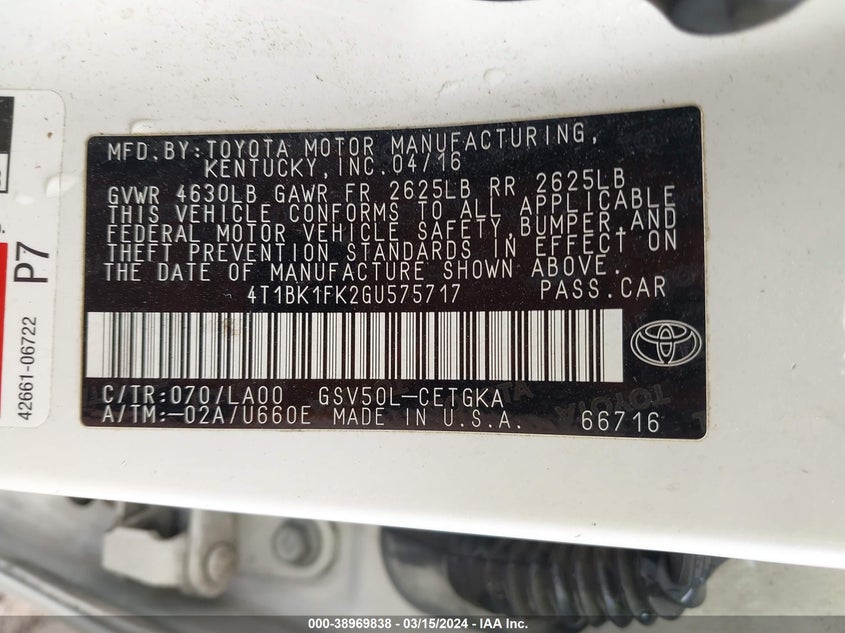 MFD.BY:TOYOTA MOTOR MANUFACTURING,
KENTUCKY,INC.04/16
GVWR 4630LB GAWR FR 2625LB RR 2625LB
THIS VEHICLE CONFORMS TO ALL APPLICABLE
FEDERAL MOTOR VEHICLE SAFETY,BUMPER,AND
THEFT PREVENTION STANDARDS IN EFFECT ON
THE DATE OF MANUFACTURE SHOWN ABOVE.
4T1BK1FK2GU575717 PASS.CAR
C/TR:070/LA00 GSV50L-CETGKA
A/TM:-02A/U660E MADE IN U.S.A. 66716
TOYOTA
P7
42661-06722
000-38969838 - 03/15/2024 - IAA Inc.